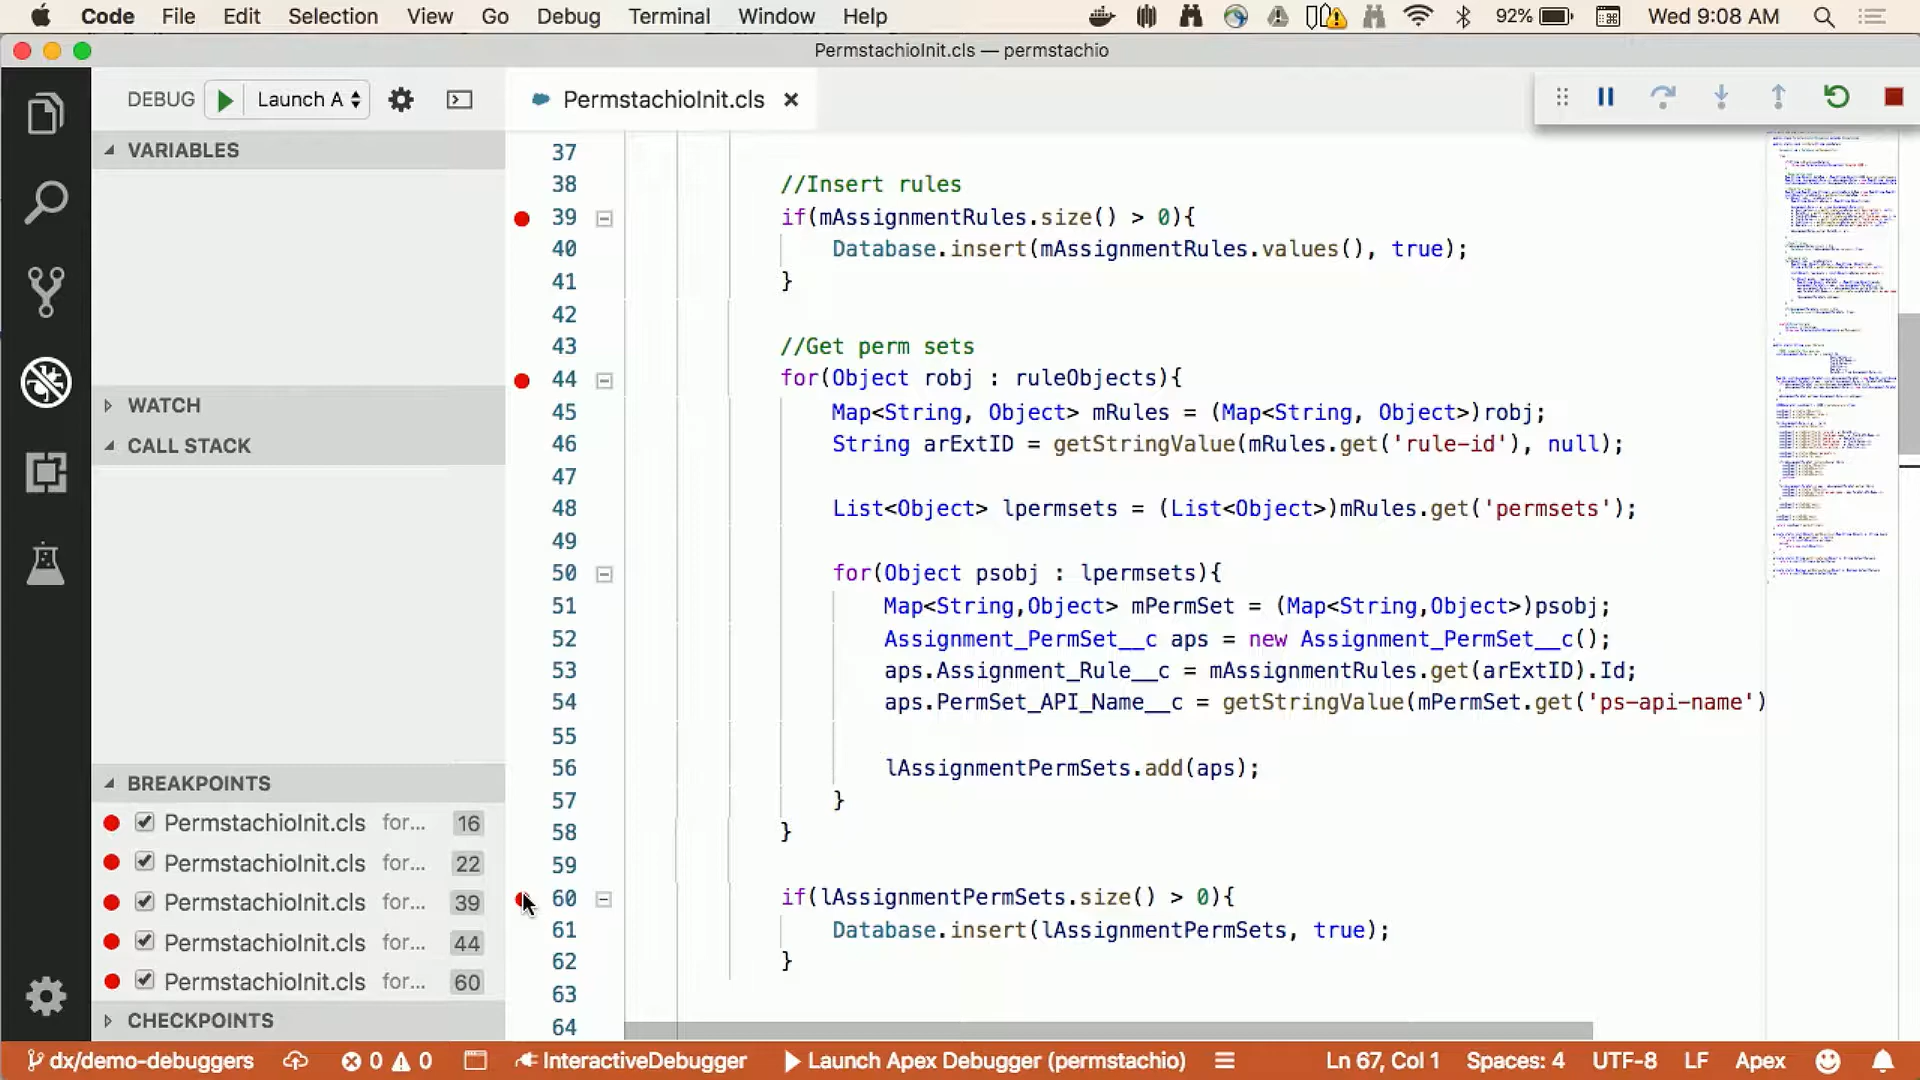 Code File Edit Selection View Go Debug Terminal Window Help 92% Wed 9:08 AM
PermstachioInit.cls — permstachio
DEBUG Launch A
PermstachioInit.cls
VARIABLES
WATCH
CALL STACK
BREAKPOINTS
PermstachioInit.cls for... 16
PermstachioInit.cls for... 22
PermstachioInit.cls for... 39
PermstachioInit.cls for... 44
PermstachioInit.cls for... 60
CHECKPOINTS
37
38 //Insert rules
39 if(mAssignmentRules.size() > 0){
40 Database.insert(mAssignmentRules.values(), true);
41 }
42
43 //Get perm sets
44 for(Object robj : ruleObjects){
45 Map<String, Object> mRules = (Map<String, Object>)robj;
46 String arExtID = getStringValue(mRules.get('rule-id'), null);
47
48 List<Object> lpermsets = (List<Object>)mRules.get('permsets');
49
50 for(Object psobj : lpermsets){
51 Map<String,Object> mPermSet = (Map<String,Object>)psobj;
52 Assignment_PermSet__c aps = new Assignment_PermSet__c();
53 aps.Assignment_Rule__c = mAssignmentRules.get(arExtID).Id;
54 aps.PermSet_API_Name__c = getStringValue(mPermSet.get('ps-api-name')
55
56 lAssignmentPermSets.add(aps);
57 }
58 }
59
60 if(lAssignmentPermSets.size() > 0){
61 Database.insert(lAssignmentPermSets, true);
62 }
63
64
dx/demo-debuggers 0 0 InteractiveDebugger Launch Apex Debugger (permstachio) Ln 67, Col 1 Spaces: 4 UTF-8 LF Apex